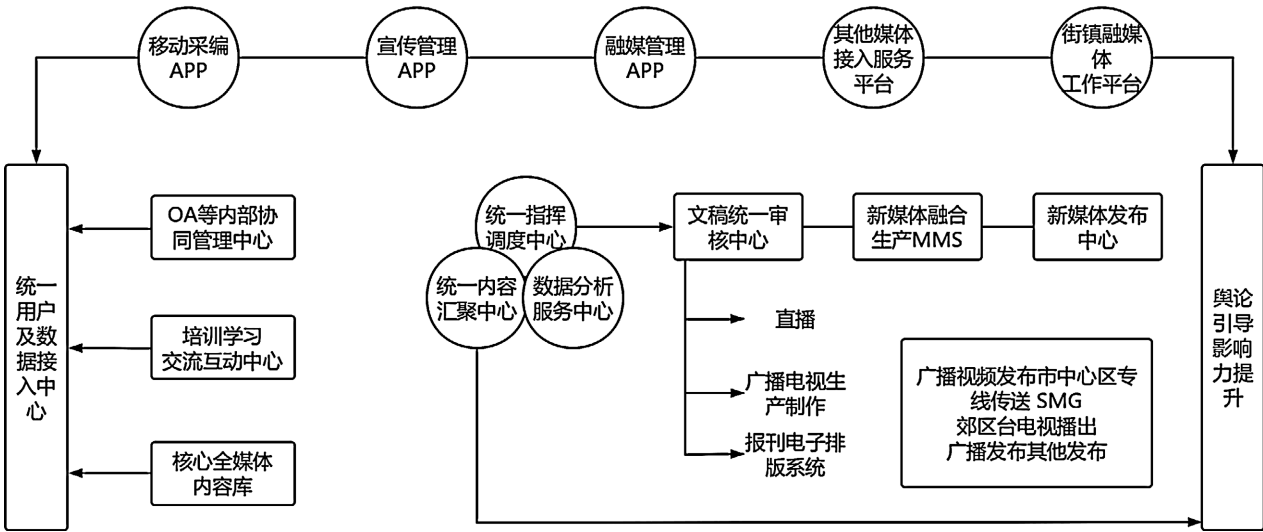 移动采编
APP
宣传管理
APP
融媒管理
APP
其他媒体
接入服务
平台
街镇融媒
体
工作平台
统一
用户
及数
据接
入中
心
OA等内部协
同管理中心
培训学习
交流互动中心
核心全媒体
内容库
统一指挥
调度中心
统一内容
汇聚中心
数据分析
服务中心
文稿统一审
核中心
新媒体融合
生产MMS
新媒体发布
中心
直播
广播电视生
产制作
报刊电子排
版系统
广播视频发布市中心区专
线传送 SMG
郊区台电视播出
广播发布其他发布
舆论
引导
影响
力提
升